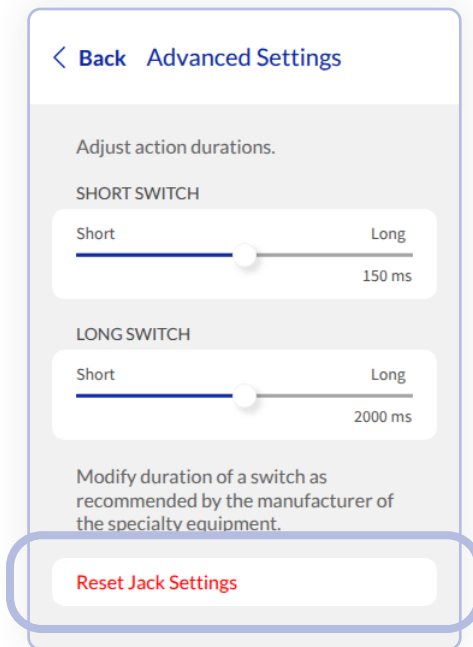 Back Advanced Settings
Adjust action durations.
SHORT SWITCH
Short Long
150 ms
LONG SWITCH
Short Long
2000 ms
Modify duration of a switch as
recommended by the manufacturer of
the specialty equipment.
Reset Jack Settings